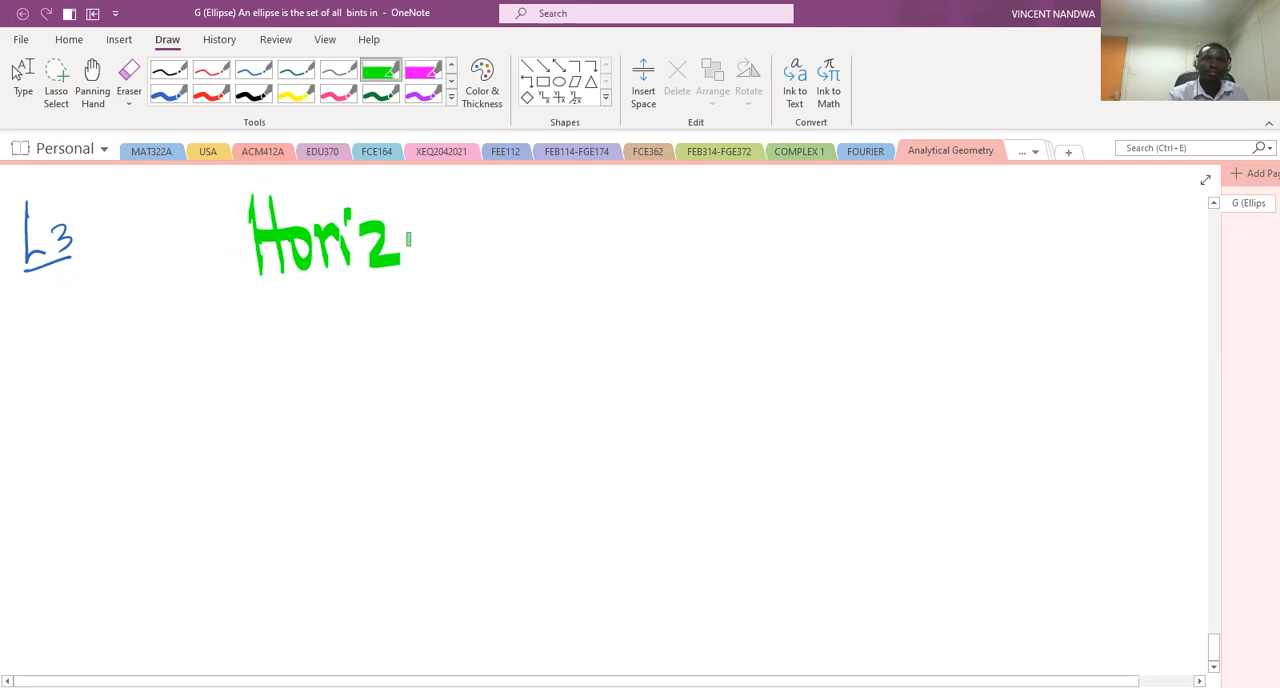 G (Ellipse) An ellipse is the set of all bints in - OneNote
Search
VINCENT NANDWA
File Home Insert Draw History Review View Help
Type
Lasso Select
Panning Hand
Eraser
Color & Thickness
Insert Space
Delete
Arrange
Rotate
Ink to Text
Ink to Math
Tools Shapes Edit Convert
Personal MAT322A USA ACM412A EDU370 FCE164 XEQ2042021 FEE112 FEB114-FGE174 FCE362 FEB314-FGE372 COMPLEX 1 FOURIER Analytical Geometry ... + Search (Ctrl+E)
Add Pag
G (Ellips
L3 Horiz